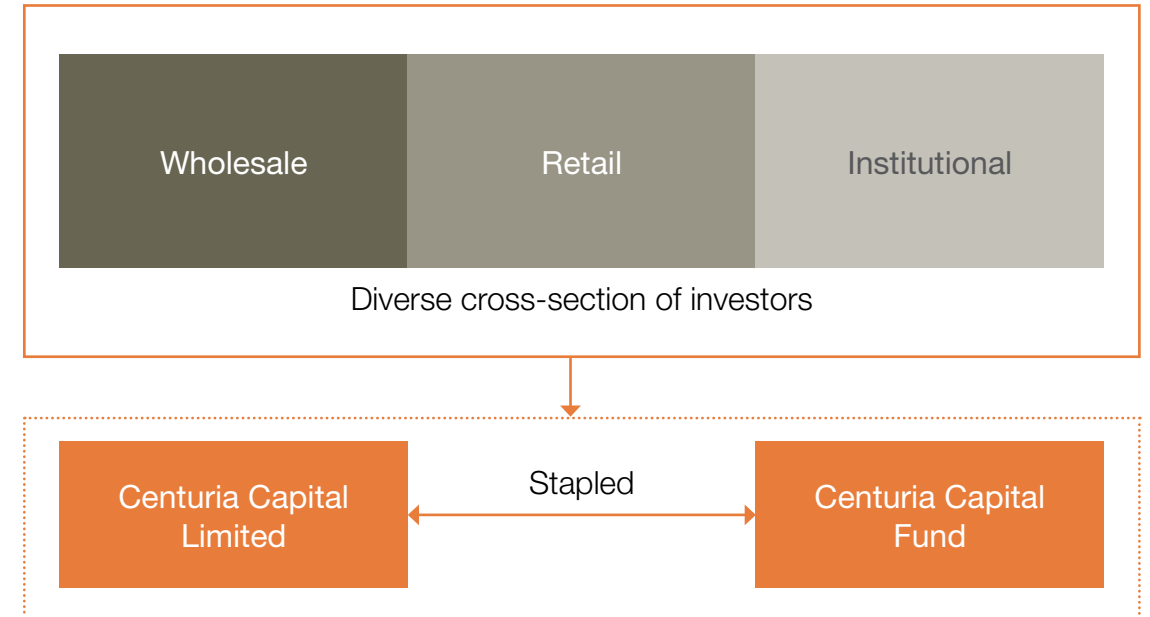 Wholesale
Retail
Institutional
Diverse cross-section of investors
Centuria Capital
Limited
Stapled
Centuria Capital
Fund